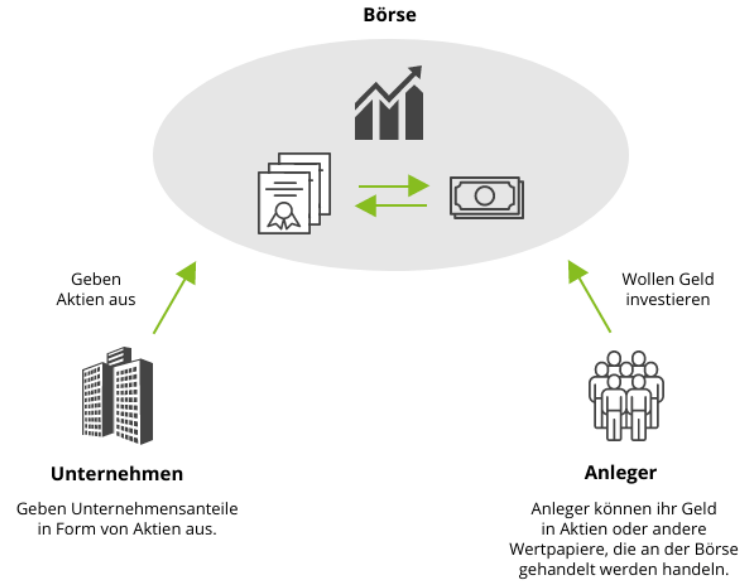 Börse
Geben
Aktien aus
Wollen Geld
investieren
Unternehmen
Geben Unternehmensanteile
in Form von Aktien aus.
Anleger
Anleger können ihr Geld
in Aktien oder andere
Wertpapiere, die an der Börse
gehandelt werden handeln.